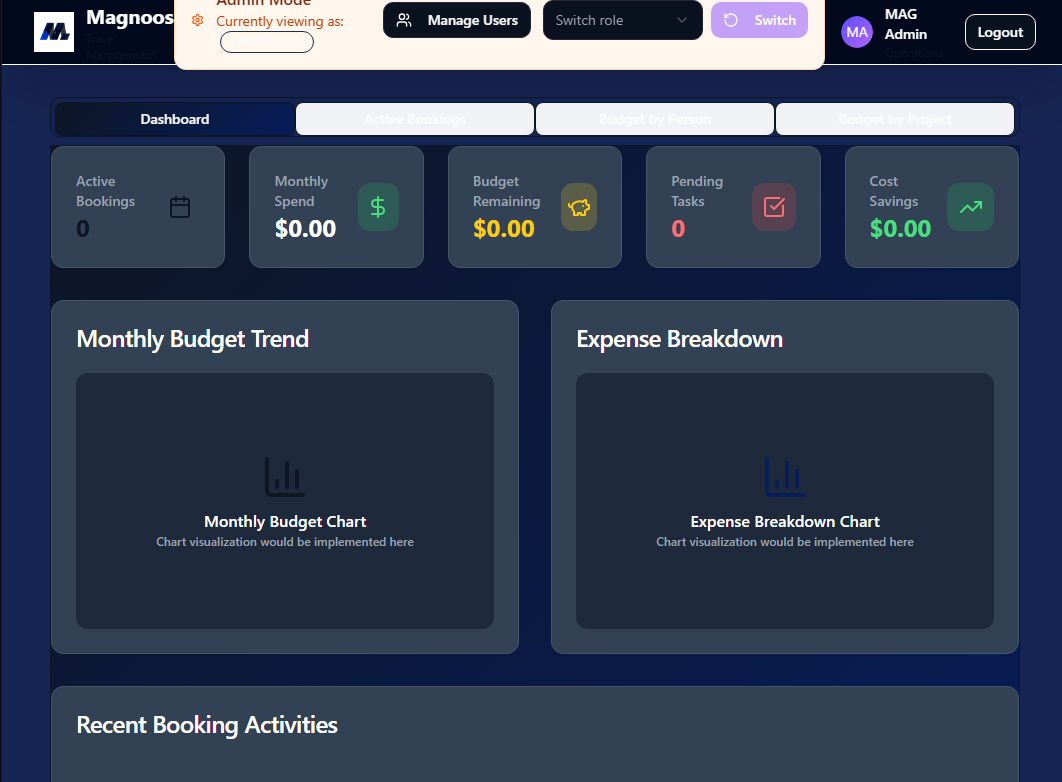 Magnoos
Travel
Management
Admin Mode
Currently viewing as:
Manage Users
Switch role
Switch
MA
MAG
Admin
Operations
Logout
Dashboard
Active Bookings
Budget by Person
Budget by Project
Active
Bookings
0
Monthly
Spend
$0.00
Budget
Remaining
$0.00
Pending
Tasks
0
Cost
Savings
$0.00
Monthly Budget Trend
Monthly Budget Chart
Chart visualization would be implemented here
Expense Breakdown
Expense Breakdown Chart
Chart visualization would be implemented here
Recent Booking Activities